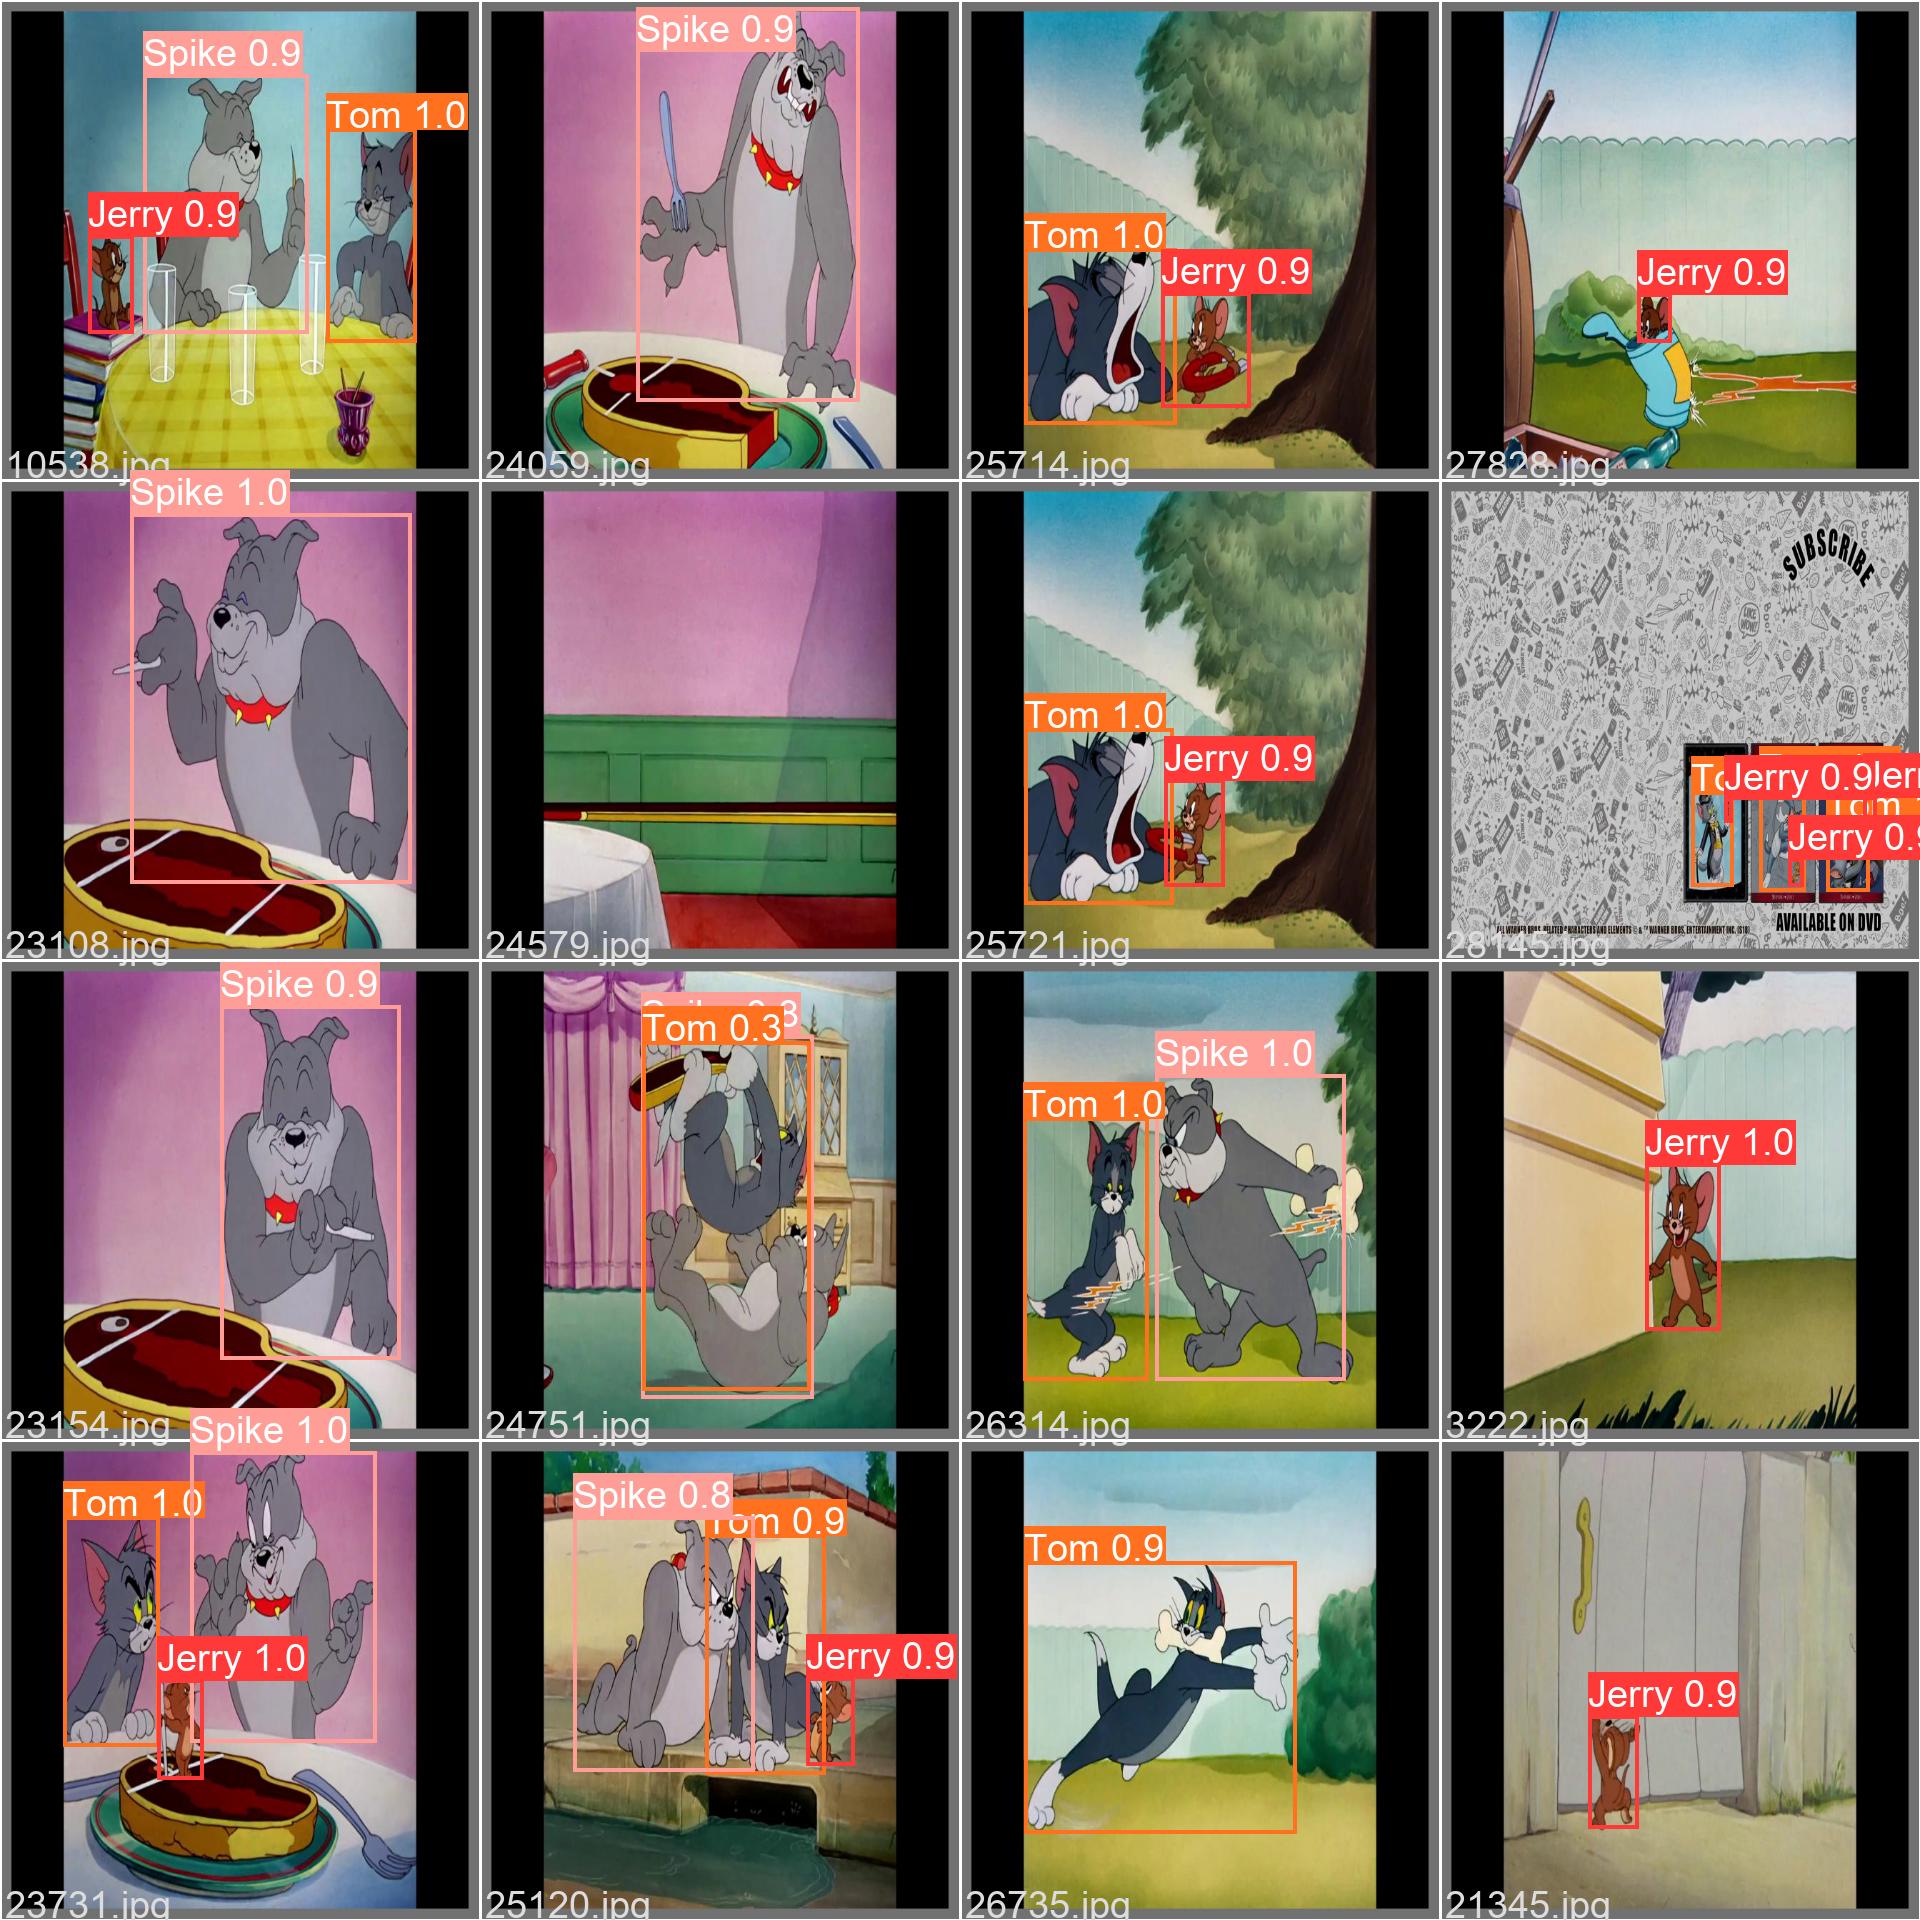 Spike 0.9
Tom 1.0
Jerry 0.9
10538.jpg
Spike 0.9
24059.jpg
Tom 1.0
Jerry 0.9
25714.jpg
Jerry 0.9
27828.jpg
Spike 1.0
23108.jpg
24579.jpg
Tom 1.0
Jerry 0.9
25721.jpg
SUBSCRIBE
Jerry 0.9
Jerry 0.9
AVAILABLE ON DVD
28145.jpg
Spike 0.9
23154.jpg
Tom 0.3
24751.jpg
Spike 1.0
Tom 1.0
26314.jpg
Jerry 1.0
3222.jpg
Spike 1.0
Tom 1.0
Jerry 1.0
23731.jpg
Spike 0.8
Tom 0.9
Jerry 0.9
25120.jpg
Tom 0.9
26735.jpg
Jerry 0.9
21345.jpg